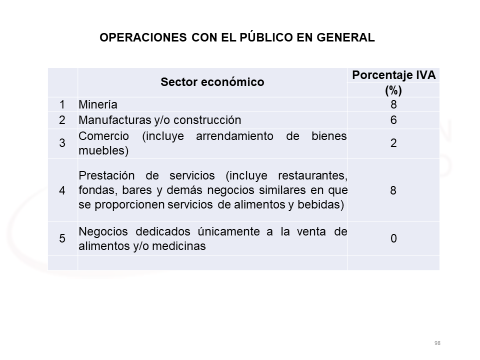 OPERACIONES CON EL PÚBLICO EN GENERAL
Sector económico
Porcentaje IVA
(%)
1 Minería 8
2 Manufacturas y/o construcción 6
3 Comercio (incluye arrendamiento de bienes
muebles) 2
4 Prestación de servicios (incluye restaurantes,
fondas, bares y demás negocios similares en que
se proporcionen servicios de alimentos y bebidas) 8
5 Negocios dedicados únicamente a la venta de
alimentos y/o medicinas 0
98